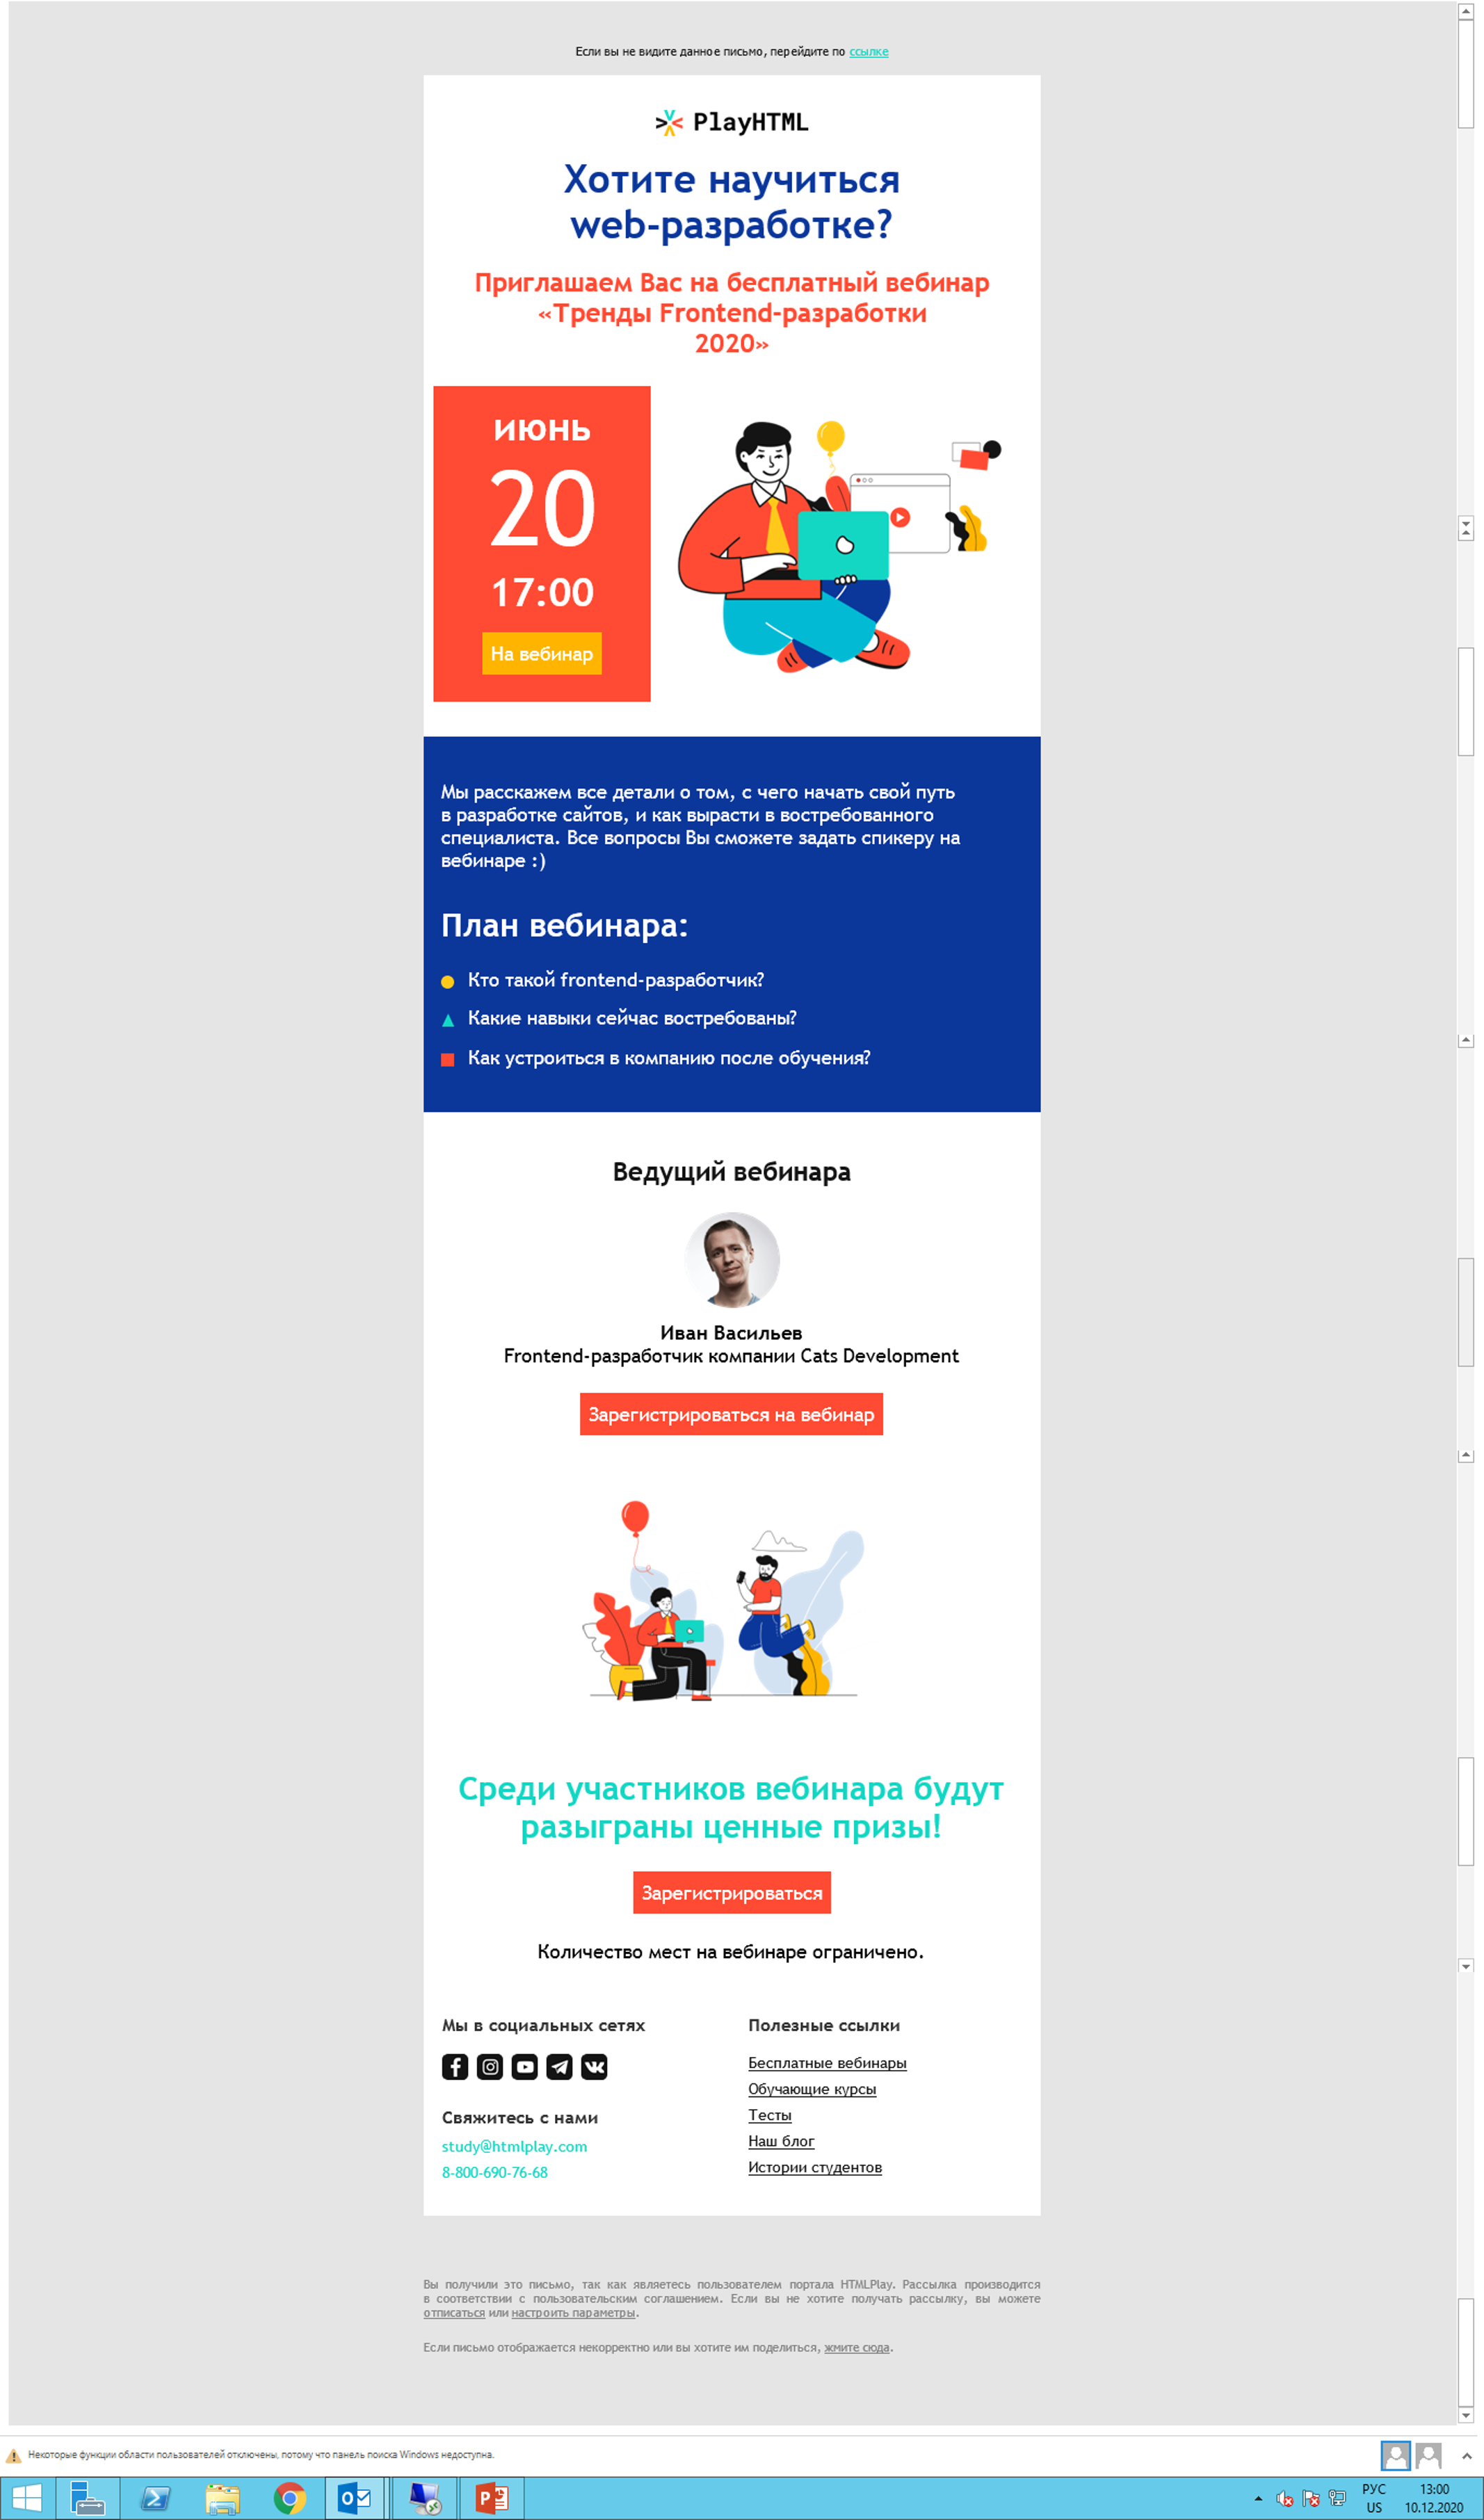 Если вы не видите данное письмо, перейдите по ссылке
PlayHTML
Хотите научиться
web-разработке?
Приглашаем Вас на бесплатный вебинар
«Тренды Frontend-разработки
2020»
ИЮНЬ
20
17:00
На вебинар
Мы расскажем все детали о том, с чего начать свой путь
в разработке сайтов, и как вырасти в востребованного
специалиста. Все вопросы Вы сможете задать спикеру на
вебинаре :)
План вебинара:
Кто такой frontend-разработчик?
Какие навыки сейчас востребованы?
Как устроиться в компанию после обучения?
Ведущий вебинара
Иван Васильев
Frontend-разработчик компании Cats Development
Зарегистрироваться на вебинар
Среди участников вебинара будут
разыграны ценные призы!
Зарегистрироваться
Количество мест на вебинаре ограничено.
Мы в социальных сетях
Свяжитесь с нами
study@htmlplay.com
8-800-690-76-68
Полезные ссылки
Бесплатные вебинары
Обучающие курсы
Тесты
Наш блог
Истории студентов
Вы получили это письмо, так как являетесь пользователем портала HTMLPlay. Рассылка производится
в соответствии с пользовательским соглашением. Если вы не хотите получать рассылку, вы можете
отписаться или настроить параметры.
Если письмо отображается некорректно или вы хотите им поделиться, жмите сюда.
Некоторые функции области пользователей отключены, потому что панель поиска Windows недоступна.
РУС
US
13:00
10.12.2020